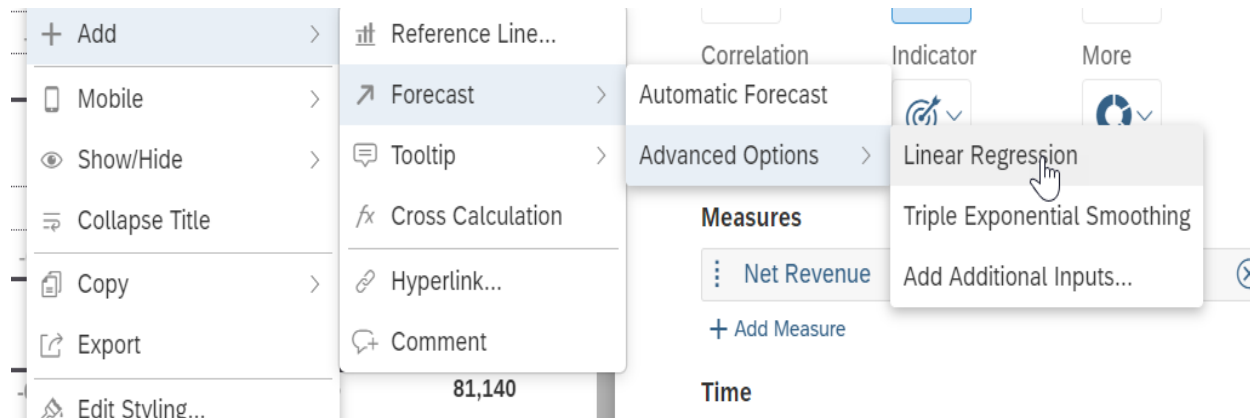 Add
Mobile
Show/Hide
Collapse Title
Copy
Export
Edit Styling...
Reference Line...
Forecast
Tooltip
fx Cross Calculation
Hyperlink...
Comment
81,140
Automatic Forecast
Advanced Options
Linear Regression
Triple Exponential Smoothing
Add Additional Inputs...
Correlation
Indicator
More
Measures
Net Revenue
+ Add Measure
Time